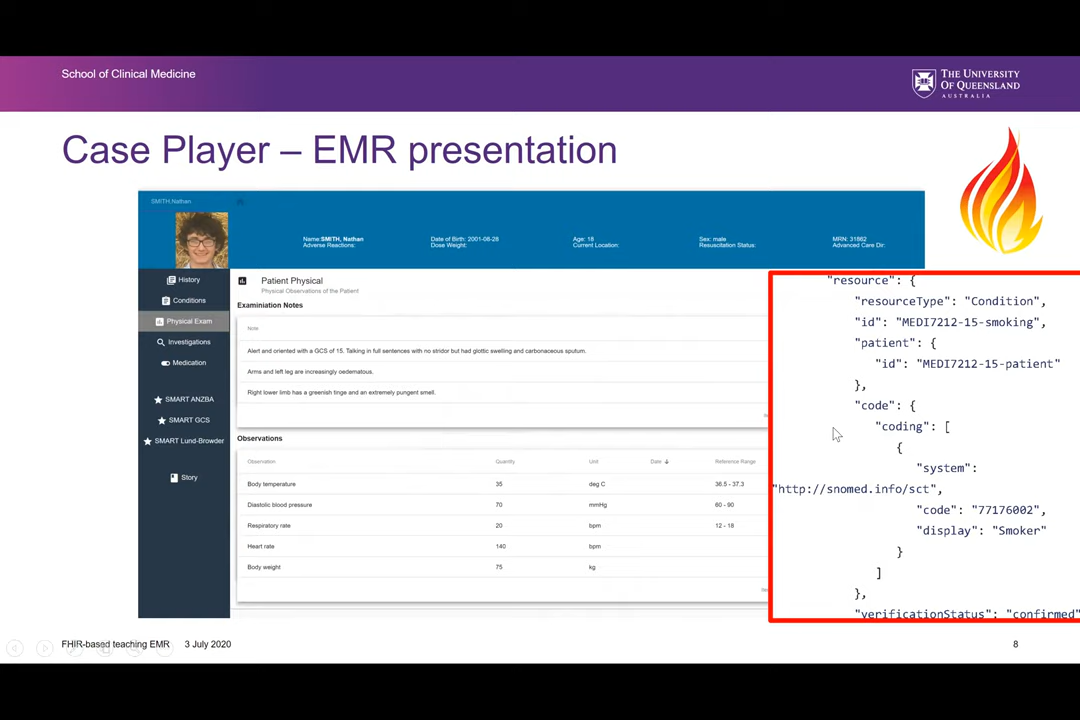 School of Clinical Medicine
THE UNIVERSITY
OF QUEENSLAND
AUSTRALIA
Case Player – EMR presentation
SMITH,Nathan
Name:SMITH, Nathan
Adverse Reactions:
Date of Birth: 2001-08-28
Dose Weight:
Age: 18
Current Location:
Sex: male
Resuscitation Status:
MRN: 31862
Advanced Care Dir:
History
Conditions
Physical Exam
Investigations
Medication
SMART ANZBA
SMART GCS
SMART Lund-Browder
Story
Patient Physical
Physical Observations of the Patient
Examiniation Notes
Note
Alert and oriented with a GCS of 15. Talking in full sentences with no stridor but had glottic swelling and carbonaceous sputum.
Arms and left leg are increasingly oedematous.
Right lower limb has a greenish tinge and an extremely pungent smell.
Observations
Observation Quantity Unit Date Reference Range
Body temperature 35 deg C 36.5 - 37.3
Diastolic blood pressure 70 mmHg 60 - 90
Respiratory rate 20 bpm 12 - 18
Heart rate 140 bpm
Body weight 75 kg
"resource": {
"resourceType": "Condition",
"id": "MEDI7212-15-smoking",
"patient": {
"id": "MEDI7212-15-patient"
},
"code": {
"coding": [
{
"system":
"http://snomed.info/sct",
"code": "77176002",
"display": "Smoker"
}
]
},
"verificationStatus": "confirmed"
FHIR-based teaching EMR 3 July 2020
8